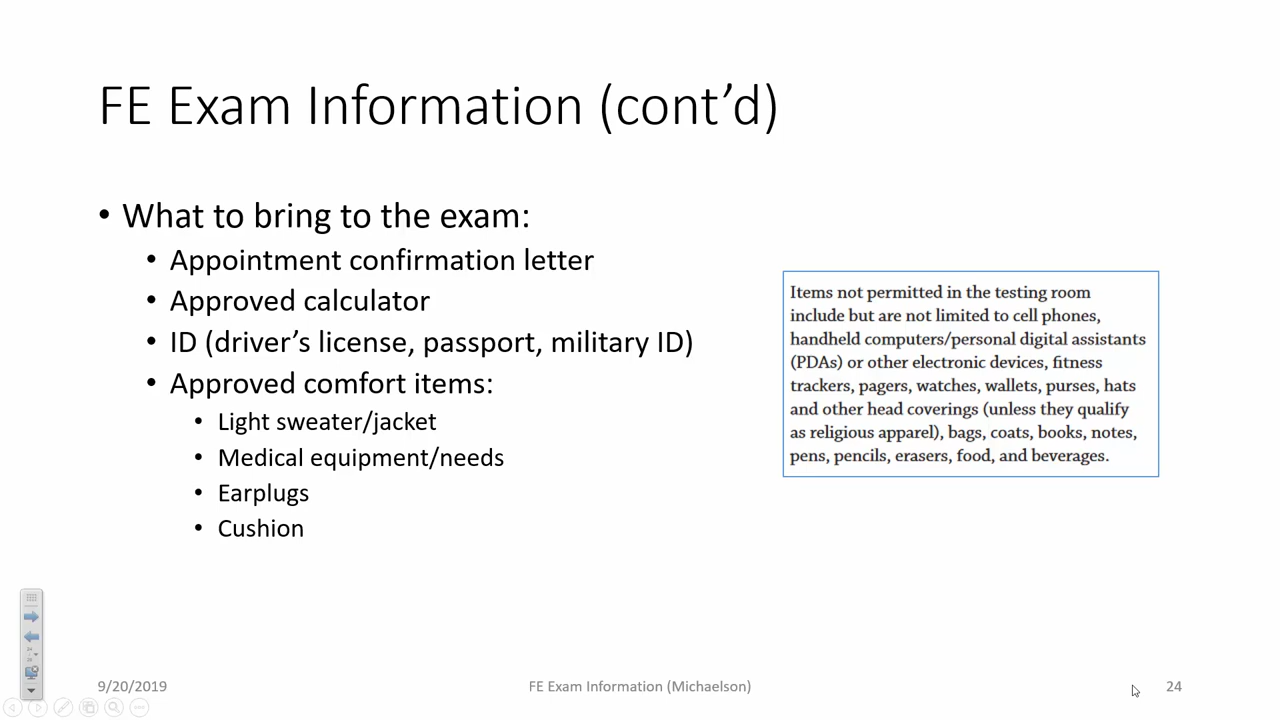 FE Exam Information (cont’d)
• What to bring to the exam:
• Appointment confirmation letter
• Approved calculator
• ID (driver’s license, passport, military ID)
• Approved comfort items:
• Light sweater/jacket
• Medical equipment/needs
• Earplugs
• Cushion
Items not permitted in the testing room
include but are not limited to cell phones,
handheld computers/personal digital assistants
(PDAs) or other electronic devices, fitness
trackers, pagers, watches, wallets, purses, hats
and other head coverings (unless they qualify
as religious apparel), bags, coats, books, notes,
pens, pencils, erasers, food, and beverages.
9/20/2019
FE Exam Information (Michaelson)
24